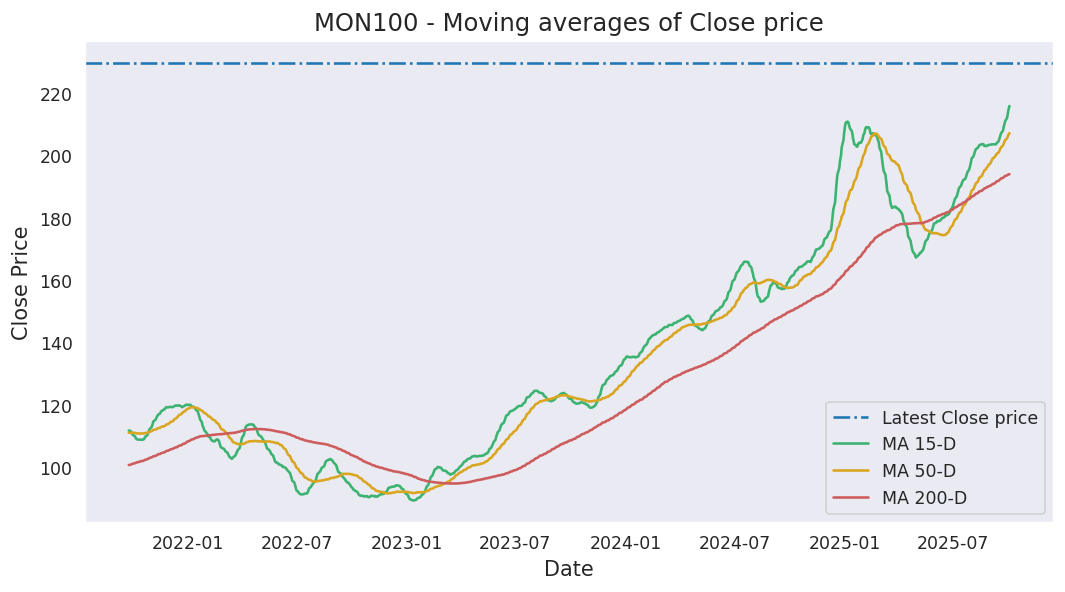 MON100 - Moving averages of Close price
Close Price
220
200
180
160
140
120
100
2022-01 2022-07 2023-01 2023-07 2024-01 2024-07 2025-01 2025-07
Date
Latest Close price
MA 15-D
MA 50-D
MA 200-D